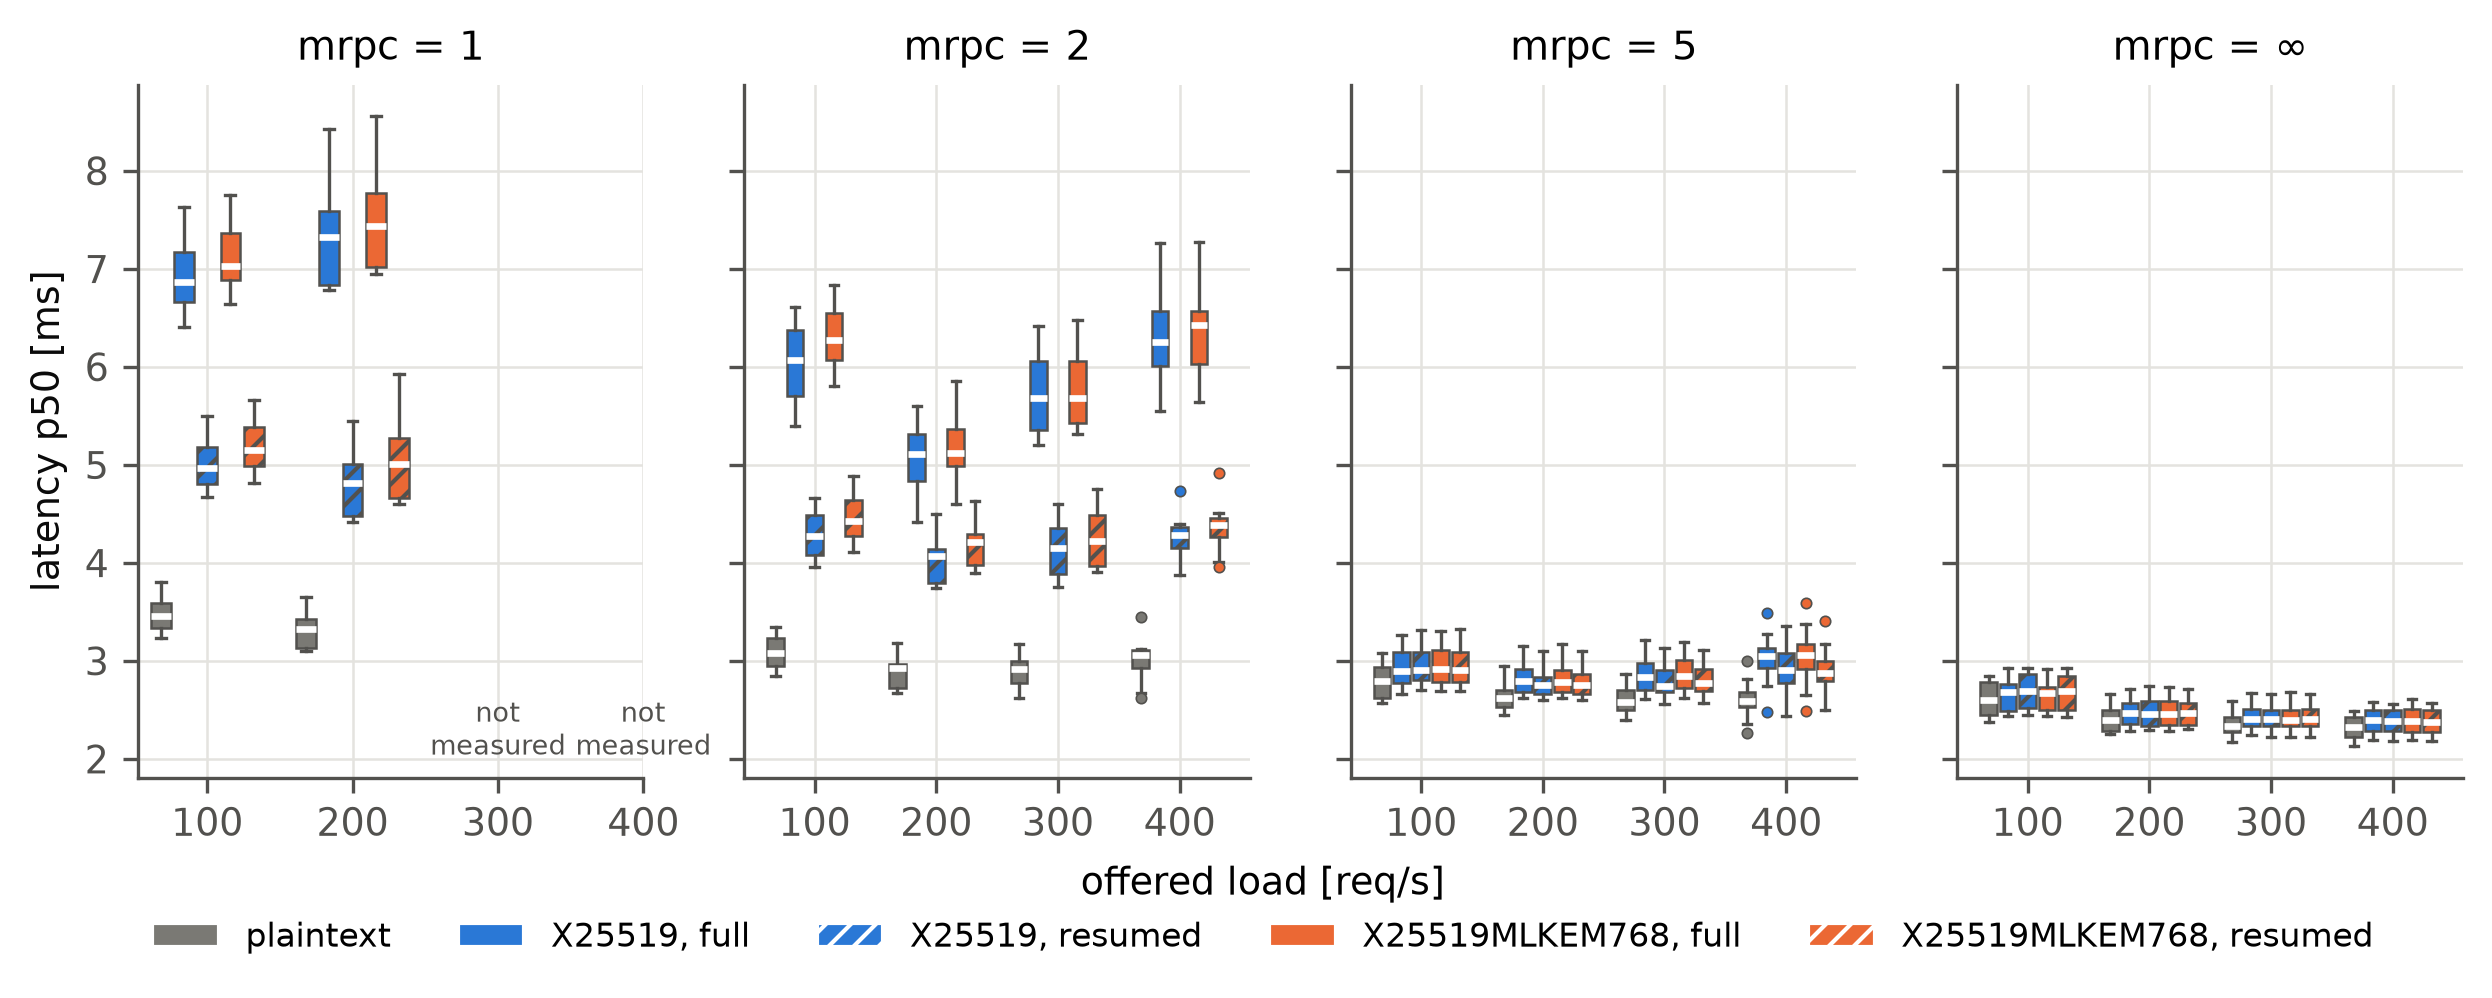 mrpc = 1
mrpc = 2
mrpc = 5
mrpc = ∞
latency p50 [ms]
8
7
6
5
4
3
2
not measured
not measured
100 200 300 400
100 200 300 400
100 200 300 400
100 200 300 400
offered load [req/s]
plaintext
X25519, full
X25519, resumed
X25519MLKEM768, full
X25519MLKEM768, resumed